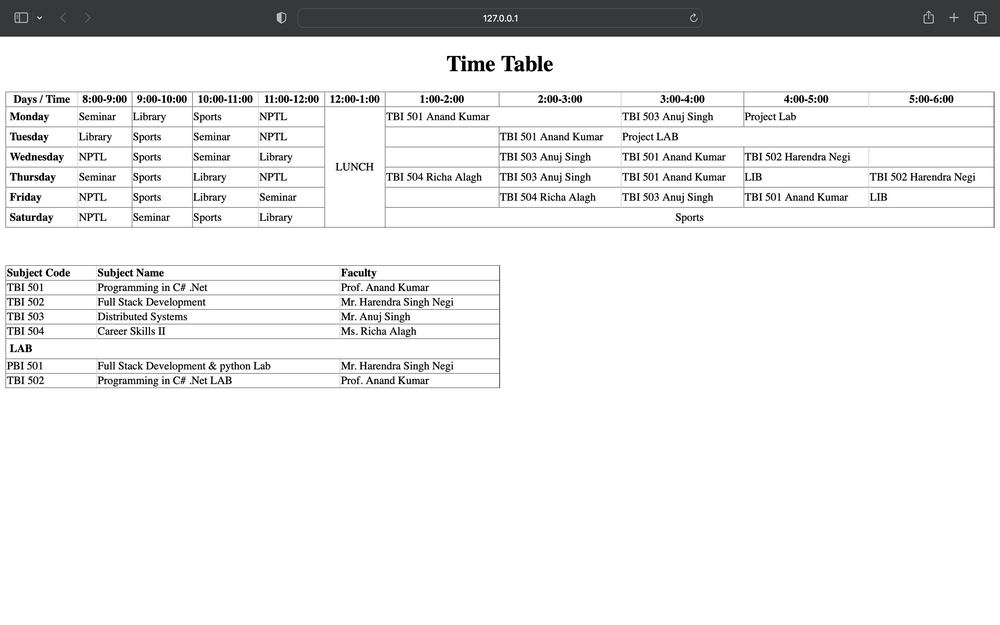 127.0.0.1
Time Table
Days / Time 8:00-9:00 9:00-10:00 10:00-11:00 11:00-12:00 12:00-1:00 1:00-2:00 2:00-3:00 3:00-4:00 4:00-5:00 5:00-6:00
Monday Seminar Library Sports NPTL TBI 501 Anand Kumar TBI 503 Anuj Singh Project Lab
Tuesday Library Sports Seminar NPTL TBI 501 Anand Kumar Project LAB
Wednesday NPTL Sports Seminar Library TBI 503 Anuj Singh TBI 501 Anand Kumar TBI 502 Harendra Negi
LUNCH
Thursday Seminar Sports Library NPTL TBI 504 Richa Alagh TBI 503 Anuj Singh TBI 501 Anand Kumar LIB TBI 502 Harendra Negi
Friday NPTL Sports Library Seminar TBI 504 Richa Alagh TBI 503 Anuj Singh TBI 501 Anand Kumar LIB
Saturday NPTL Seminar Sports Library Sports
Subject Code Subject Name Faculty
TBI 501 Programming in C# .Net Prof. Anand Kumar
TBI 502 Full Stack Development Mr. Harendra Singh Negi
TBI 503 Distributed Systems Mr. Anuj Singh
TBI 504 Career Skills II Ms. Richa Alagh
LAB
PBI 501 Full Stack Development & python Lab Mr. Harendra Singh Negi
TBI 502 Programming in C# .Net LAB Prof. Anand Kumar